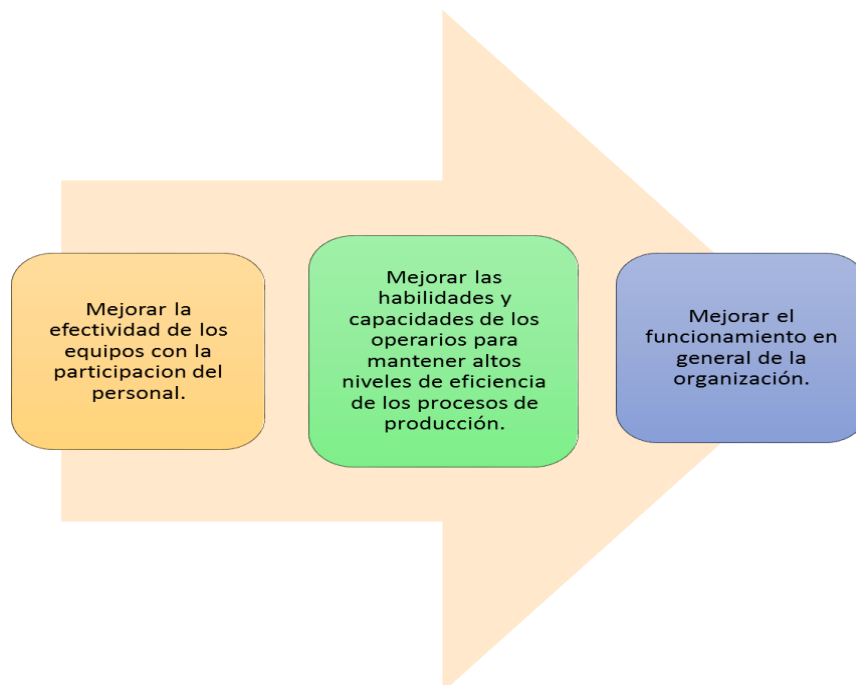 Mejorar la
efectividad de los
equipos con la
participacion del
personal.
Mejorar las
habilidades y
capacidades de los
operarios para
mantener altos
niveles de eficiencia
de los procesos de
producción.
Mejorar el
funcionamiento en
general de la
organización.